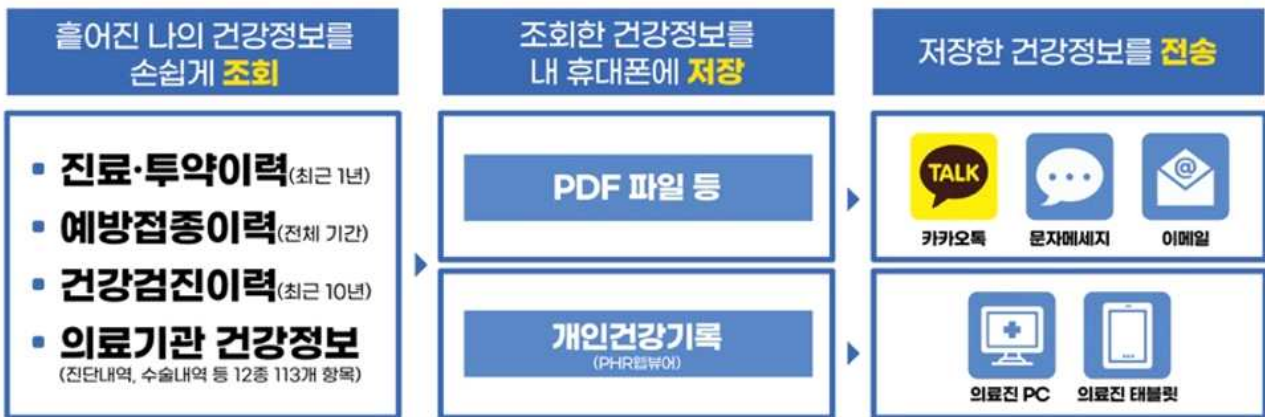 흩어진 나의 건강정보를
손쉽게 조회
▪ 진료·투약이력(최근 1년)
▪ 예방접종이력(전체 기간)
▪ 건강검진이력(최근 10년)
▪ 의료기관 건강정보
(진단내역, 수술내역 등 12종 113개 항목)
조회한 건강정보를
내 휴대폰에 저장
PDF 파일 등
개인건강기록
(PHR웹뷰어)
저장한 건강정보를 전송
TALK
카카오톡
문자메세지
@
이메일
의료진 PC
의료진 태블릿